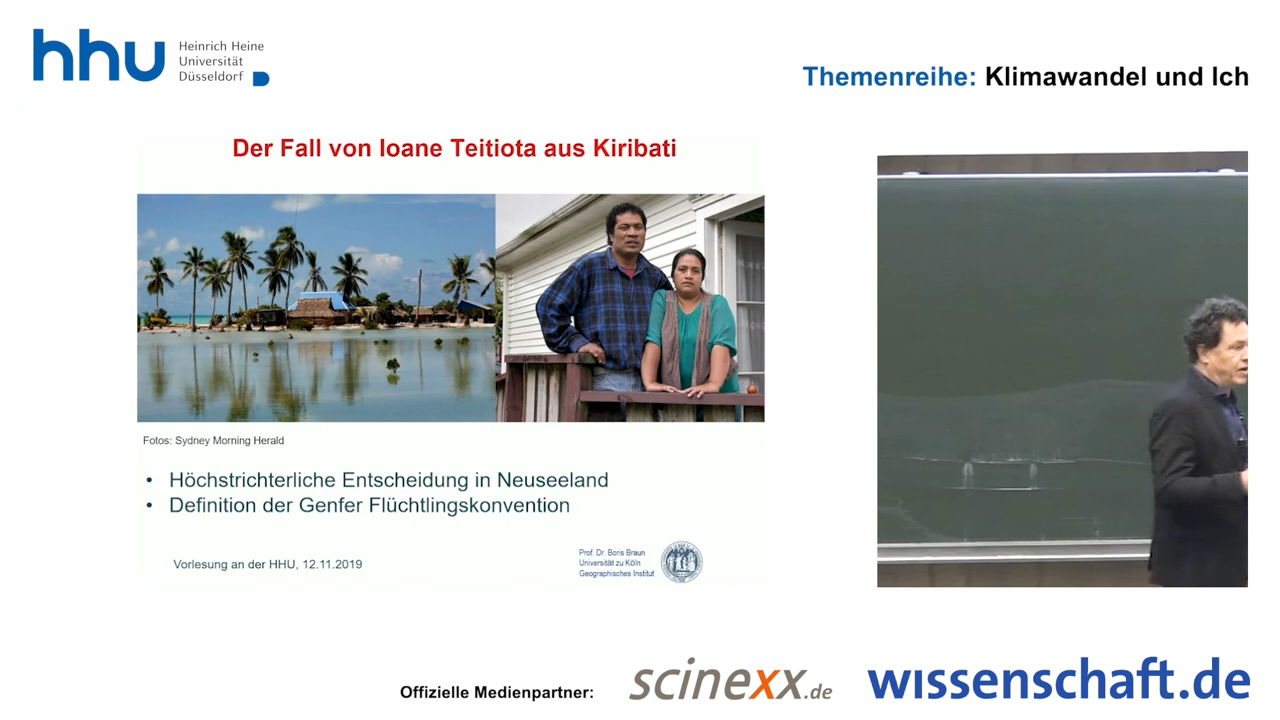 hhu
Heinrich Heine
Universität
Düsseldorf
Themenreihe: Klimawandel und Ich
Der Fall von Ioane Teitiota aus Kiribati
Fotos: Sydney Morning Herald
• Höchstrichterliche Entscheidung in Neuseeland
• Definition der Genfer Flüchtlingskonvention
Vorlesung an der HHU, 12.11.2019
Prof. Dr. Boris Braun
Universität zu Köln
Geographisches Institut
Offizielle Medienpartner:
scinexx.de
wissenschaft.de